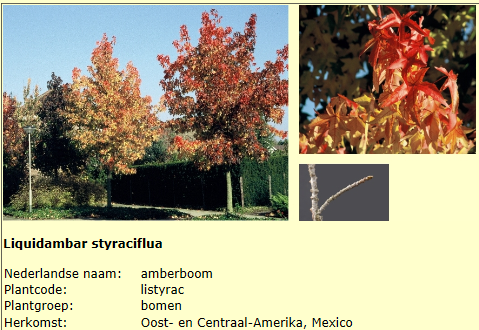 Liquidambar styraciflua
Nederlandse naam: amberboom
Plantcode: listyrac
Plantgroep: bomen
Herkomst: Oost- en Centraal-Amerika, Mexico